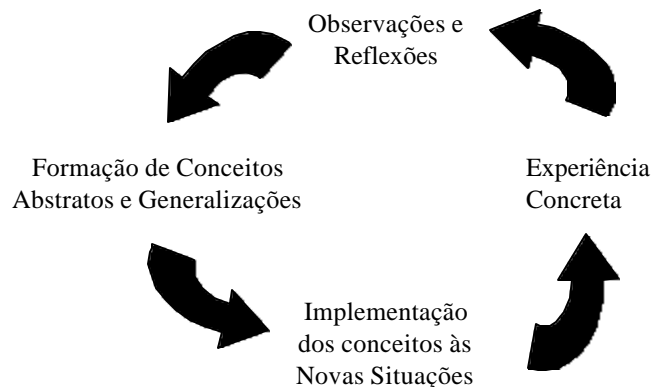 Observações e
Reflexões
Formação de Conceitos
Abstratos e Generalizações
Experiência
Concreta
Implementação
dos conceitos às
Novas Situações